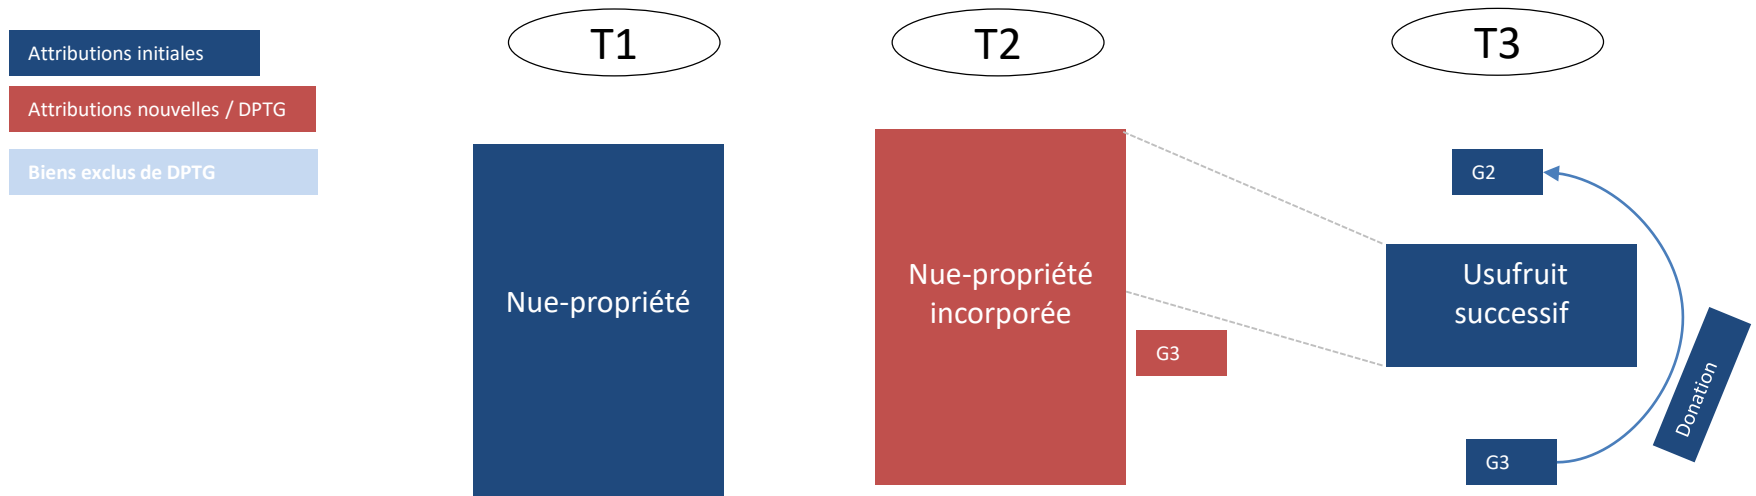 T1
T2
T3
Attributions initiales
Attributions nouvelles / DPTG
Biens exclus de DPTG
Nue-propriété
Nue-propriété
incorporée
G3
G2
Usufruit
successif
G3
Donation